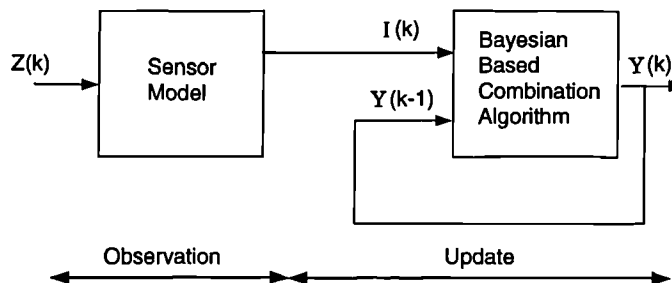 Z(k)
Sensor
Model
I(k)
Y(k-1)
Bayesian
Based
Combination
Algorithm
Y(k)
Observation
Update